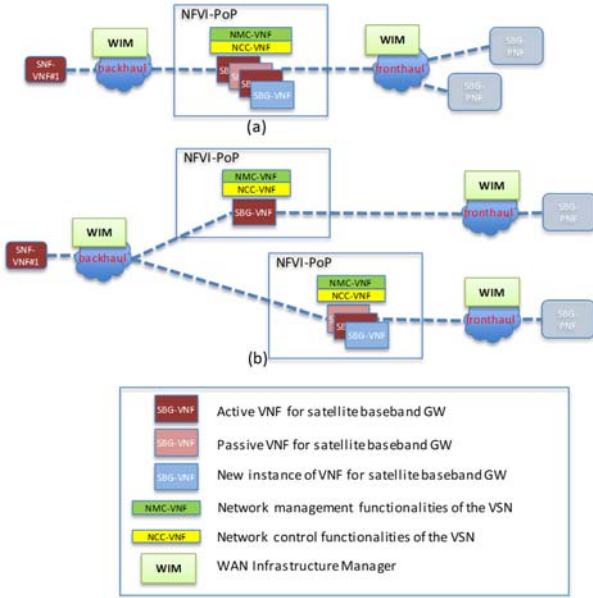 NFVI-PoP
WIM
NMC-VNF
NCC-VNF
WIM
SBG-PNF
SNF-VNF#1
backhaul
SB
fronthaul
SBG-VNF
SBG-PNF
(a)
NFVI-PoP
NMC-VNF
NCC-VNF
WIM
WIM
SBG-VNF
fronthaul
SBG-PNF
SNF-VNF#1
backhaul
NFVI-PoP
NMC-VNF
NCC-VNF
WIM
SBG-VNF
fronthaul
SBG-PNF
(b)
SBG-VNF Active VNF for satellite baseband GW
SBG-VNF Passive VNF for satellite baseband GW
SBG-VNF New instance of VNF for satellite baseband GW
NMC-VNF Network management functionalities of the VSN
NCC-VNF Network control functionalities of the VSN
WIM WAN Infrastructure Manager